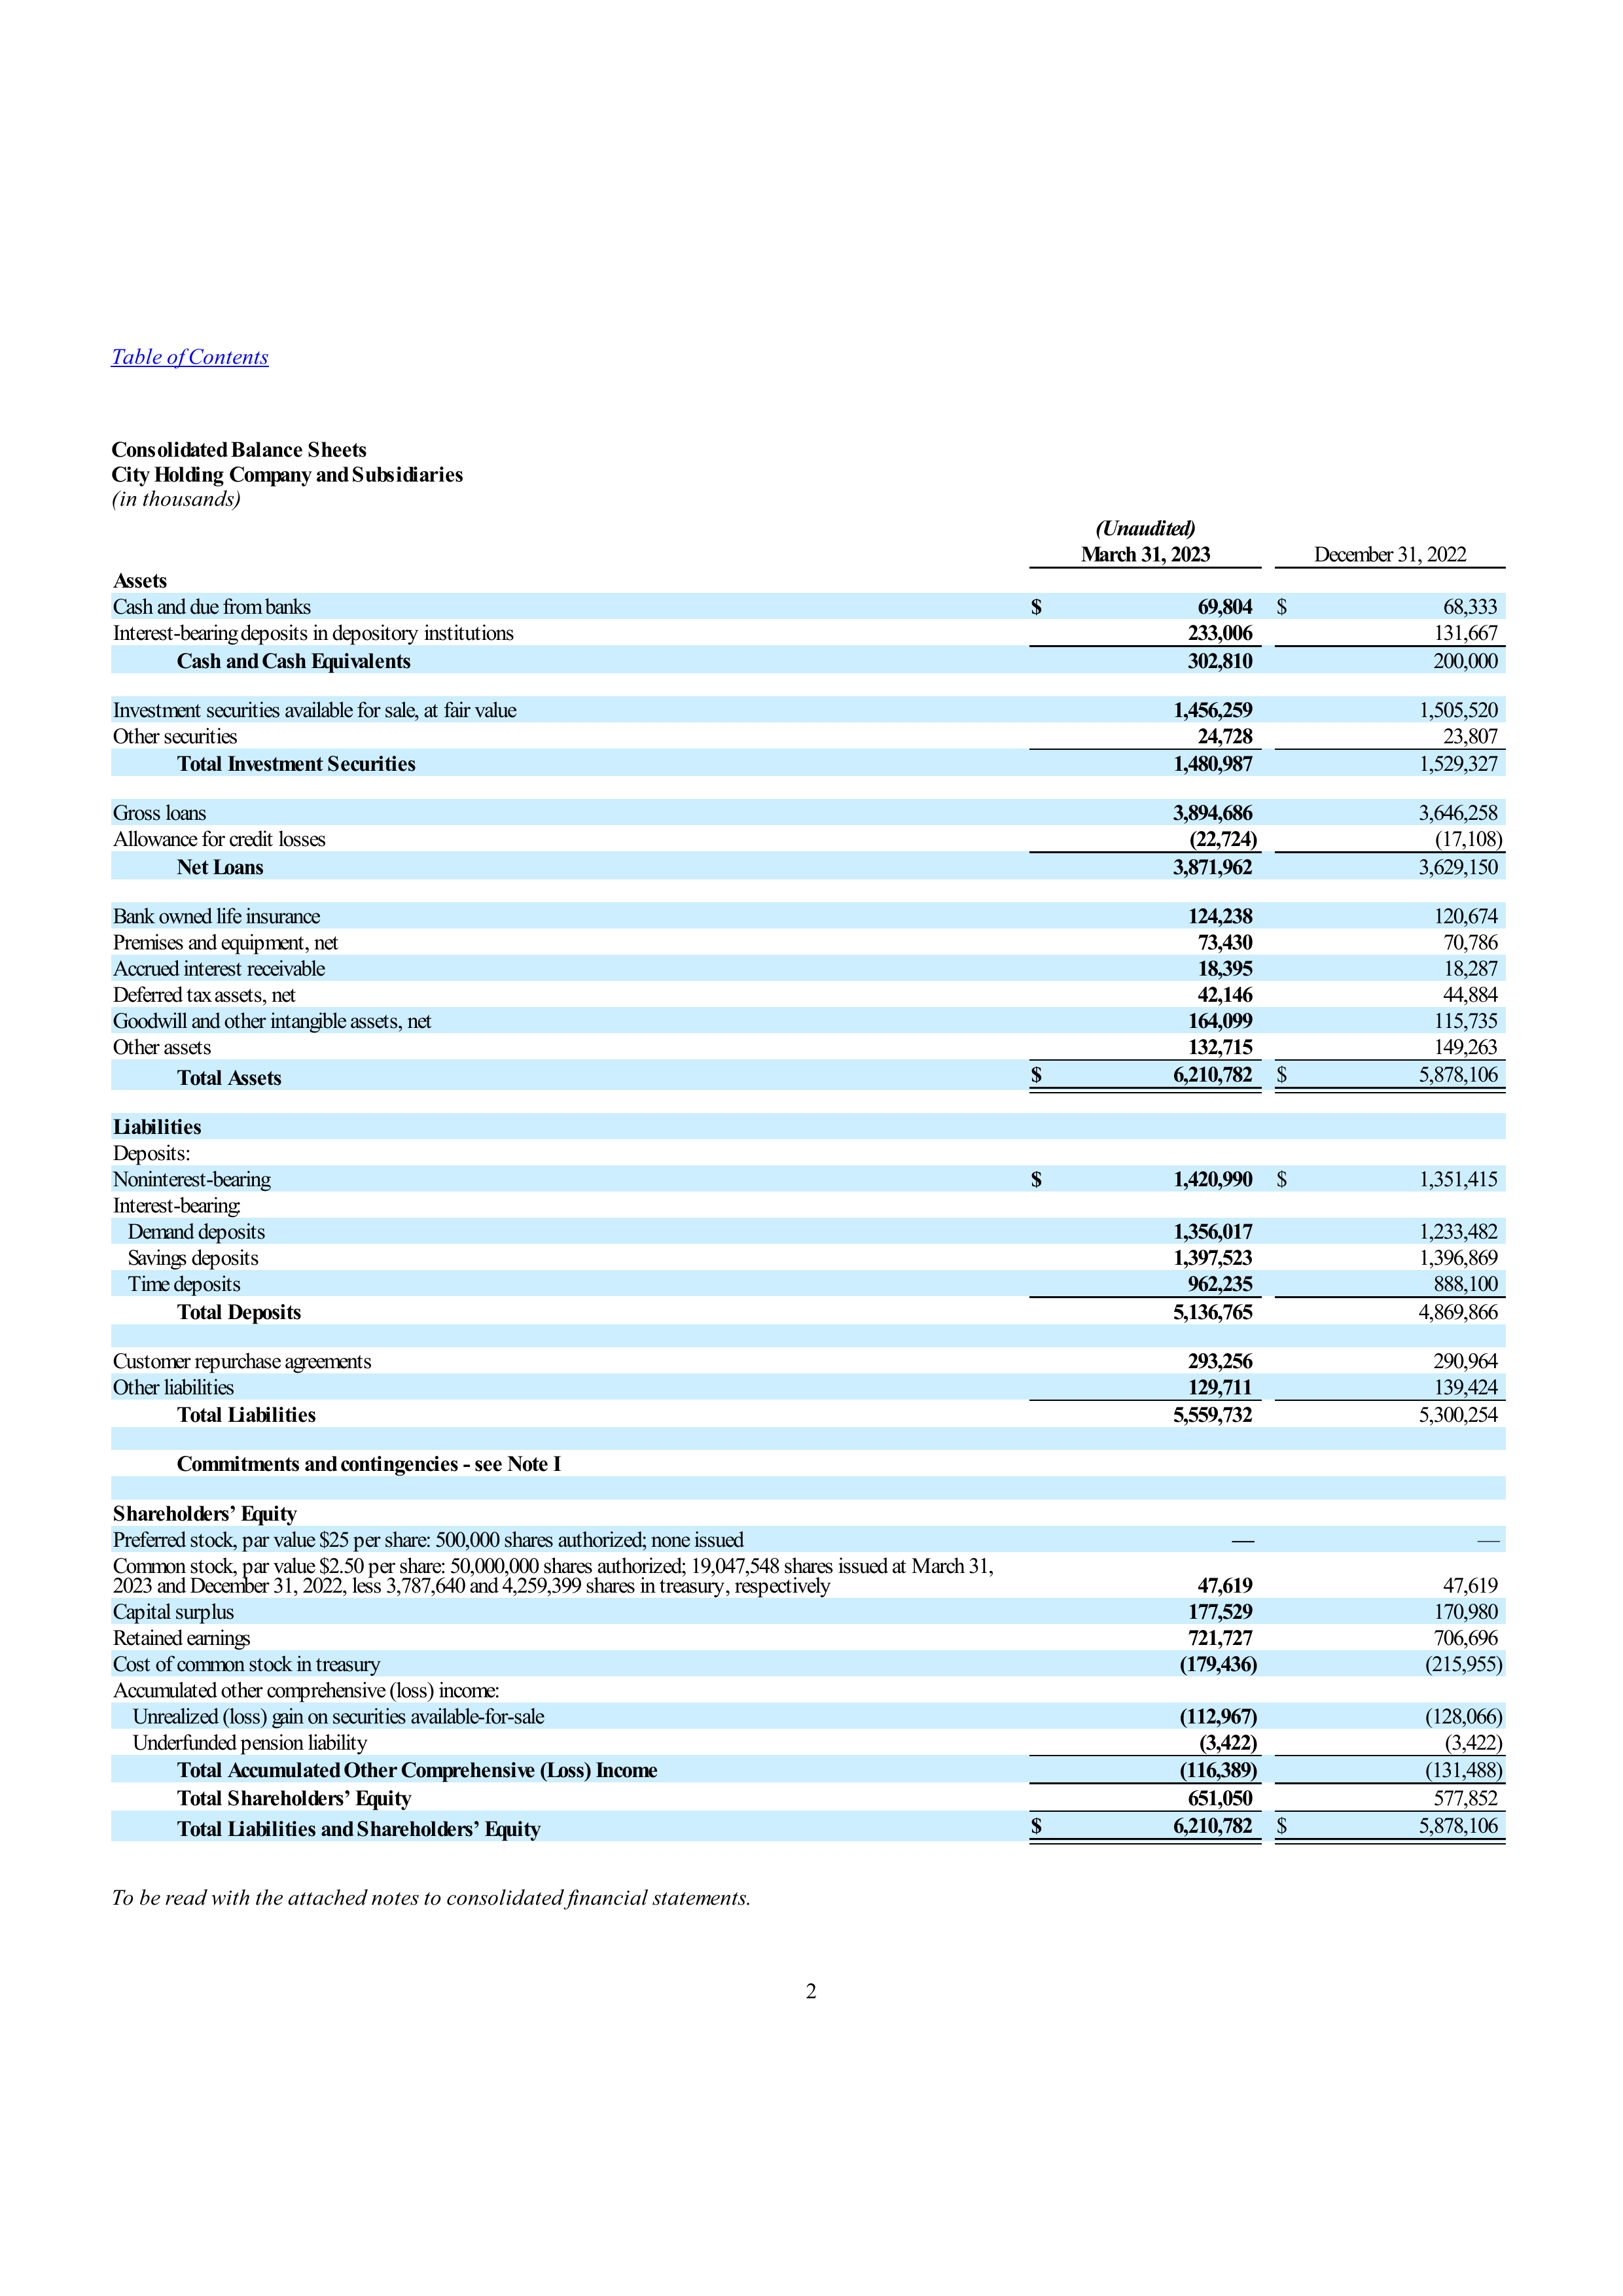 Table of Contents
Consolidated Balance Sheets
City Holding Company and Subsidiaries
(in thousands)
(Unaudited)
March 31, 2023 December 31, 2022
Assets
Cash and due from banks $ 69,804 $ 68,333
Interest-bearing deposits in depository institutions 233,006 131,667
Cash and Cash Equivalents 302,810 200,000
Investment securities available for sale, at fair value 1,456,259 1,505,520
Other securities 24,728 23,807
Total Investment Securities 1,480,987 1,529,327
Gross loans 3,894,686 3,646,258
Allowance for credit losses (22,724) (17,108)
Net Loans 3,871,962 3,629,150
Bank owned life insurance 124,238 120,674
Premises and equipment, net 73,430 70,786
Accrued interest receivable 18,395 18,287
Deferred tax assets, net 42,146 44,884
Goodwill and other intangible assets, net 164,099 115,735
Other assets 132,715 149,263
Total Assets $ 6,210,782 $ 5,878,106
Liabilities
Deposits:
Noninterest-bearing $ 1,420,990 $ 1,351,415
Interest-bearing:
Demand deposits 1,356,017 1,233,482
Savings deposits 1,397,523 1,396,869
Time deposits 962,235 888,100
Total Deposits 5,136,765 4,869,866
Customer repurchase agreements 293,256 290,964
Other liabilities 129,711 139,424
Total Liabilities 5,559,732 5,300,254
Commitments and contingencies - see Note I
Shareholders’ Equity
Preferred stock, par value $25 per share: 500,000 shares authorized; none issued — —
Common stock, par value $2.50 per share: 50,000,000 shares authorized; 19,047,548 shares issued at March 31,
2023 and December 31, 2022, less 3,787,640 and 4,259,399 shares in treasury, respectively 47,619 47,619
Capital surplus 177,529 170,980
Retained earnings 721,727 706,696
Cost of common stock in treasury (179,436) (215,955)
Accumulated other comprehensive (loss) income:
Unrealized (loss) gain on securities available-for-sale (112,967) (128,066)
Underfunded pension liability (3,422) (3,422)
Total Accumulated Other Comprehensive (Loss) Income (116,389) (131,488)
Total Shareholders’ Equity 651,050 577,852
Total Liabilities and Shareholders’ Equity $ 6,210,782 $ 5,878,106
To be read with the attached notes to consolidated financial statements.
2